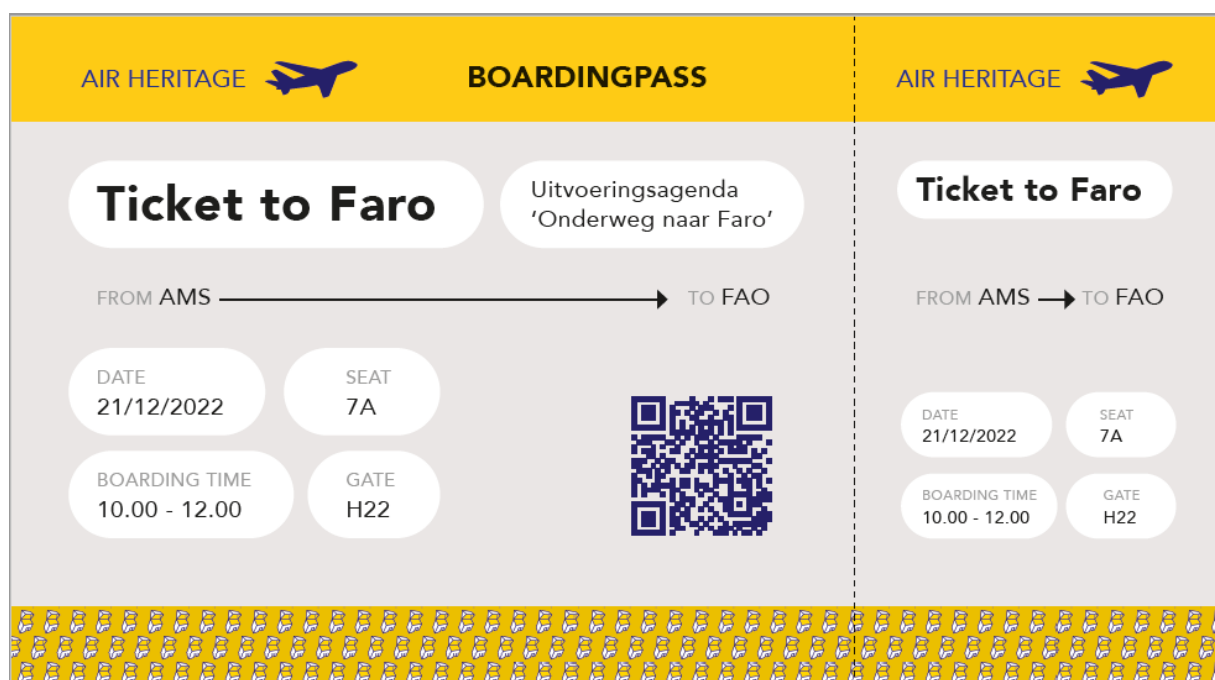 AIR HERITAGE
BOARDINGPASS
Ticket to Faro
Uitvoeringsagenda
‘Onderweg naar Faro’
FROM AMS TO FAO
DATE
21/12/2022
SEAT
7A
BOARDING TIME
10.00 - 12.00
GATE
H22
AIR HERITAGE
Ticket to Faro
FROM AMS TO FAO
DATE
21/12/2022
SEAT
7A
BOARDING TIME
10.00 - 12.00
GATE
H22